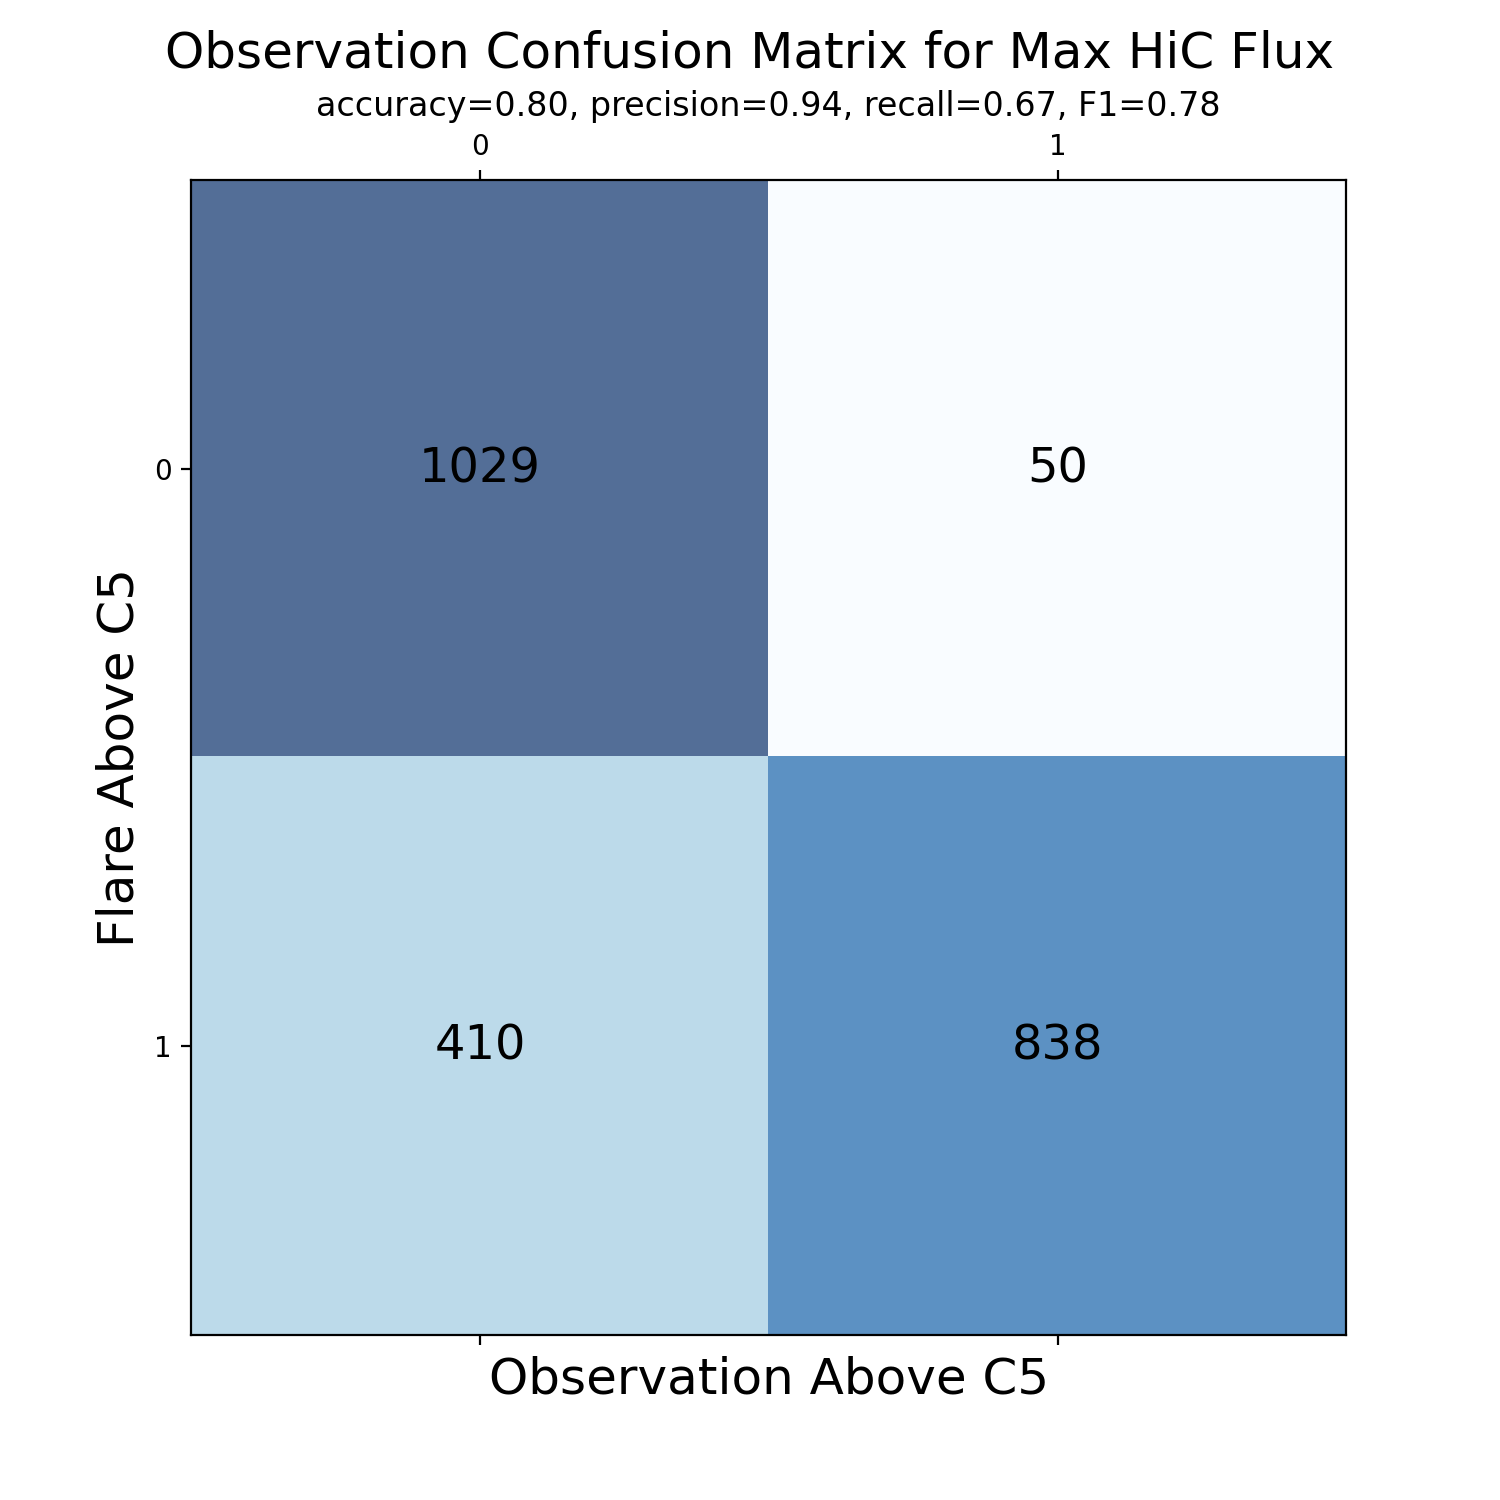 Observation Confusion Matrix for Max HiC Flux
accuracy=0.80, precision=0.94, recall=0.67, F1=0.78
0 1
0 1029 50
Flare Above C5
1 410 838
Observation Above C5